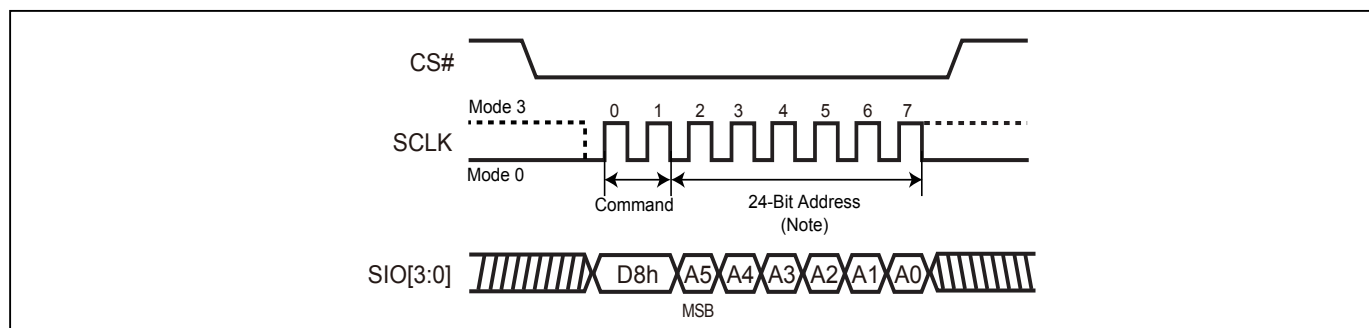 CS#
Mode 3
0 1 2 3 4 5 6 7
SCLK
Mode 0
Command
24-Bit Address
(Note)
SIO[3:0]
D8h A5 A4 A3 A2 A1 A0
MSB